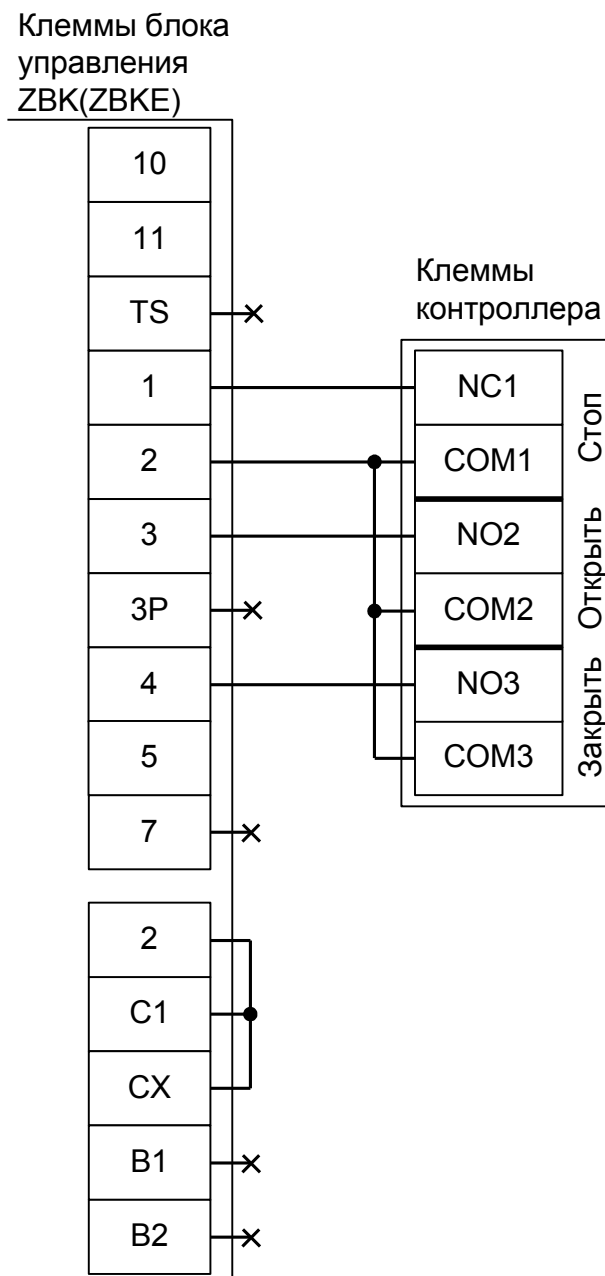 Клеммы блока
управления
ZBK(ZBKE)
10
11
TS
1
2
3
3P
4
5
7
2
C1
CX
B1
B2
Клеммы
контроллера
NC1
COM1
NO2
COM2
NO3
COM3
Стоп
Открыть
Закрыть